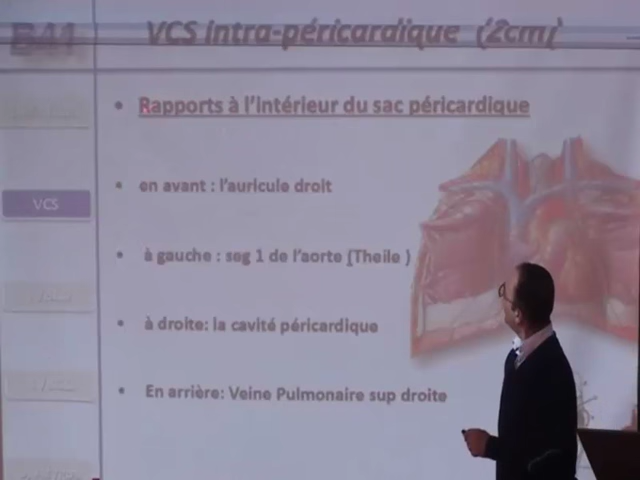 B41
VCS intra-péricardique (2cm)
• Rapports à l'intérieur du sac péricardique
• en avant : l'auricule droit
VCS
• à gauche : seg 1 de l'aorte (Theile )
• à droite: la cavité péricardique
• En arrière: Veine Pulmonaire sup droite